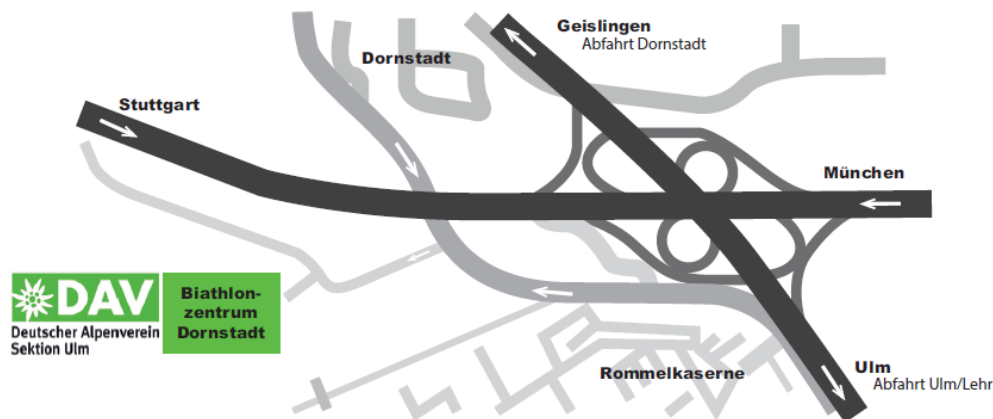 Geislingen
Abfahrt Dornstadt
Dornstadt
Stuttgart
München
DAV
Deutscher Alpenverein
Sektion Ulm
Biathlon-
zentrum
Dornstadt
Rommelkaserne
Ulm
Abfahrt Ulm/Lehr